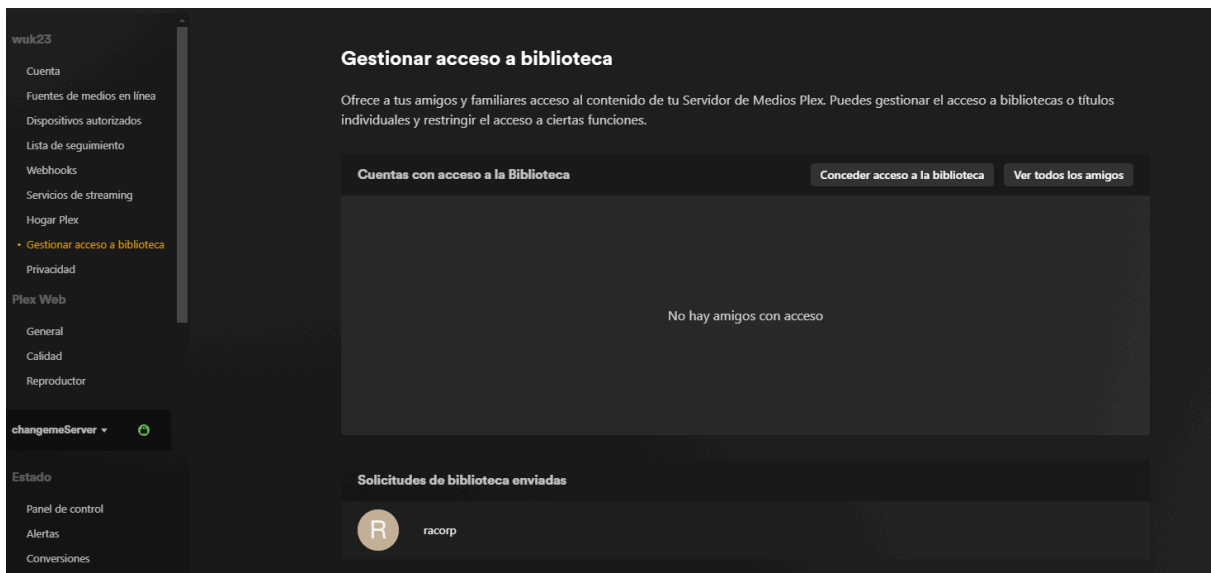 wuk23
Cuenta
Fuentes de medios en línea
Dispositivos autorizados
Lista de seguimiento
Webhooks
Servicios de streaming
Hogar Plex
Gestionar acceso a biblioteca
Privacidad
Plex Web
General
Calidad
Reproductor
changemeServer
Estado
Panel de control
Alertas
Conversiones
Gestionar acceso a biblioteca
Ofrece a tus amigos y familiares acceso al contenido de tu Servidor de Medios Plex. Puedes gestionar el acceso a bibliotecas o títulos
individuales y restringir el acceso a ciertas funciones.
Cuentas con acceso a la Biblioteca
Conceder acceso a la biblioteca
Ver todos los amigos
No hay amigos con acceso
Solicitudes de biblioteca enviadas
R
racorp